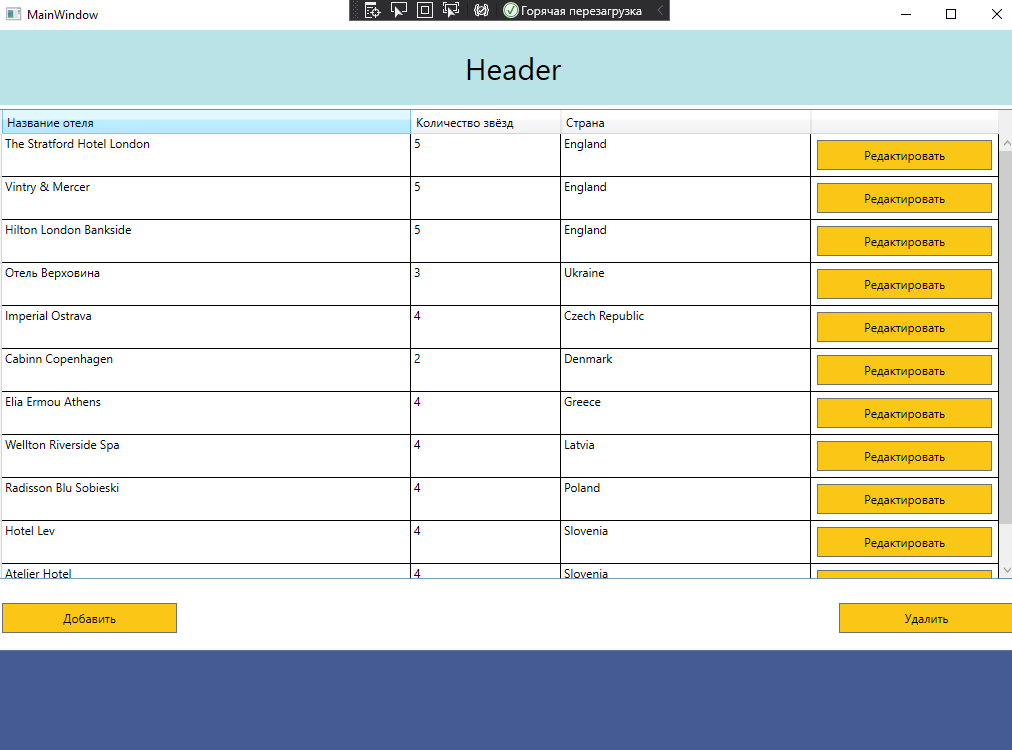 MainWindow
Горячая перезагрузка
Header
Название отеля Количество звёзд Страна
The Stratford Hotel London 5 England Редактировать
Vintry & Mercer 5 England Редактировать
Hilton London Bankside 5 England Редактировать
Отель Верховина 3 Ukraine Редактировать
Imperial Ostrava 4 Czech Republic Редактировать
Cabinn Copenhagen 2 Denmark Редактировать
Elia Ermou Athens 4 Greece Редактировать
Wellton Riverside Spa 4 Latvia Редактировать
Radisson Blu Sobieski 4 Poland Редактировать
Hotel Lev 4 Slovenia Редактировать
Atelier Hotel 4 Slovenia
Добавить Удалить